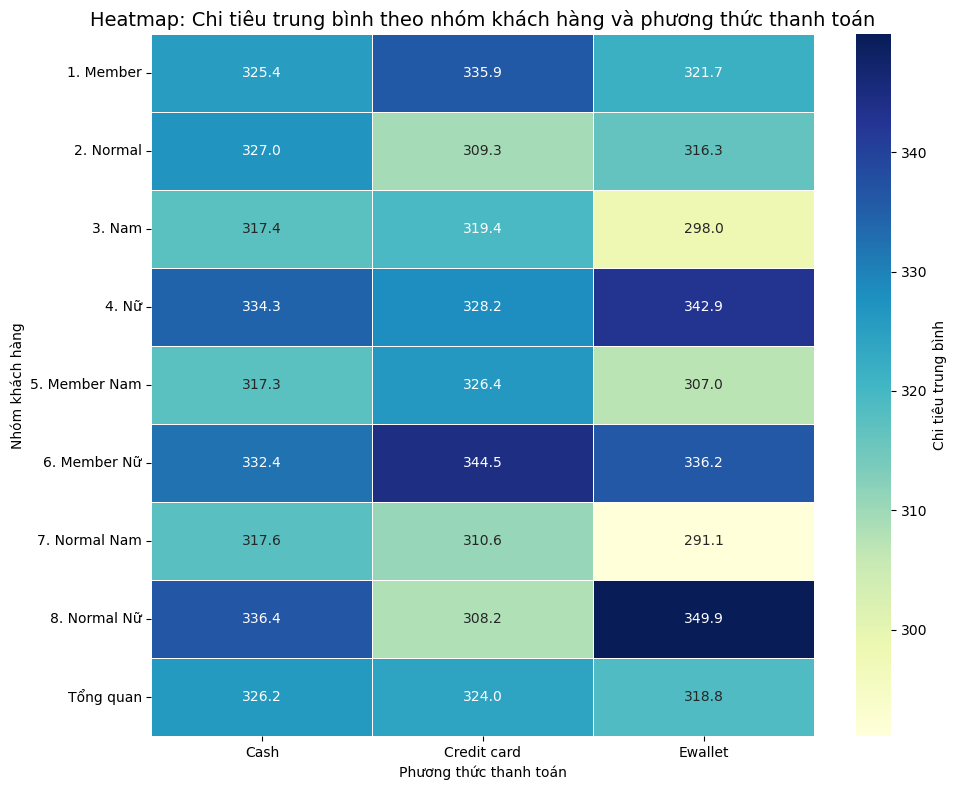 Heatmap: Chi tiêu trung bình theo nhóm khách hàng và phương thức thanh toán
Nhóm khách hàng
1. Member 325.4 335.9 321.7
2. Normal 327.0 309.3 316.3
3. Nam 317.4 319.4 298.0
4. Nữ 334.3 328.2 342.9
5. Member Nam 317.3 326.4 307.0
6. Member Nữ 332.4 344.5 336.2
7. Normal Nam 317.6 310.6 291.1
8. Normal Nữ 336.4 308.2 349.9
Tổng quan 326.2 324.0 318.8
Cash Credit card Ewallet
Phương thức thanh toán
340
330
320
310
300
Chi tiêu trung bình